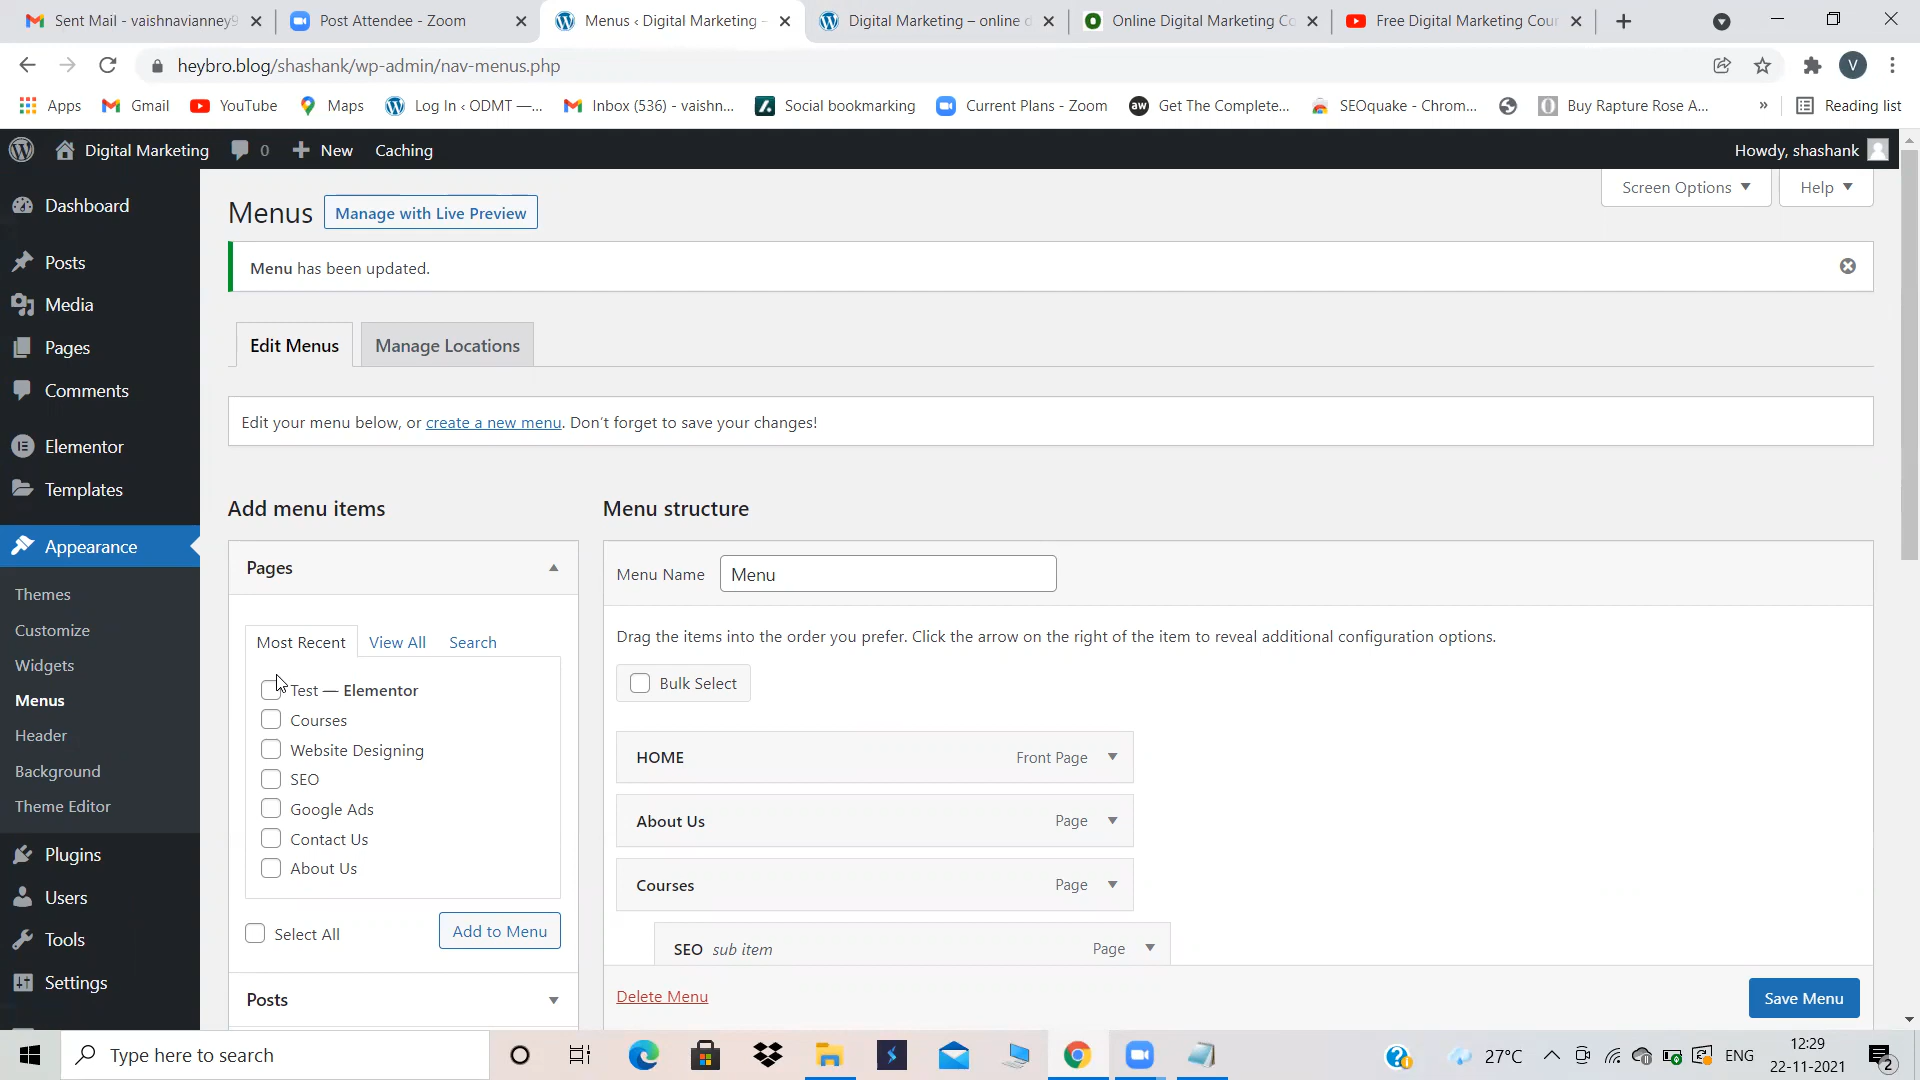 Sent Mail - vaishnavianney9
Post Attendee - Zoom
Menus ‹ Digital Marketing –
Digital Marketing – online d
Online Digital Marketing Co
Free Digital Marketing Cour
heybro.blog/shashank/wp-admin/nav-menus.php
V
Apps
Gmail
YouTube
Maps
Log In ‹ ODMT —...
Inbox (536) - vaishn...
Social bookmarking
Current Plans - Zoom
aw
Get The Complete...
SEOquake - Chrom...
Buy Rapture Rose A...
»
Reading list
Digital Marketing
0
New
Caching
Howdy, shashank
Dashboard
Posts
Media
Pages
Comments
Elementor
Templates
Appearance
Themes
Customize
Widgets
Menus
Header
Background
Theme Editor
Plugins
Users
Tools
Settings
Screen Options
Help
Menus
Manage with Live Preview
Menu has been updated.
Edit Menus
Manage Locations
Edit your menu below, or create a new menu. Don't forget to save your changes!
Add menu items
Pages
Most Recent
View All
Search
Test — Elementor
Courses
Website Designing
SEO
Google Ads
Contact Us
About Us
Select All
Add to Menu
Posts
Menu structure
Menu Name
Menu
Drag the items into the order you prefer. Click the arrow on the right of the item to reveal additional configuration options.
Bulk Select
HOME
Front Page
About Us
Page
Courses
Page
SEO sub item
Page
Delete Menu
Save Menu
Type here to search
27°C
ENG
12:29
22-11-2021
2